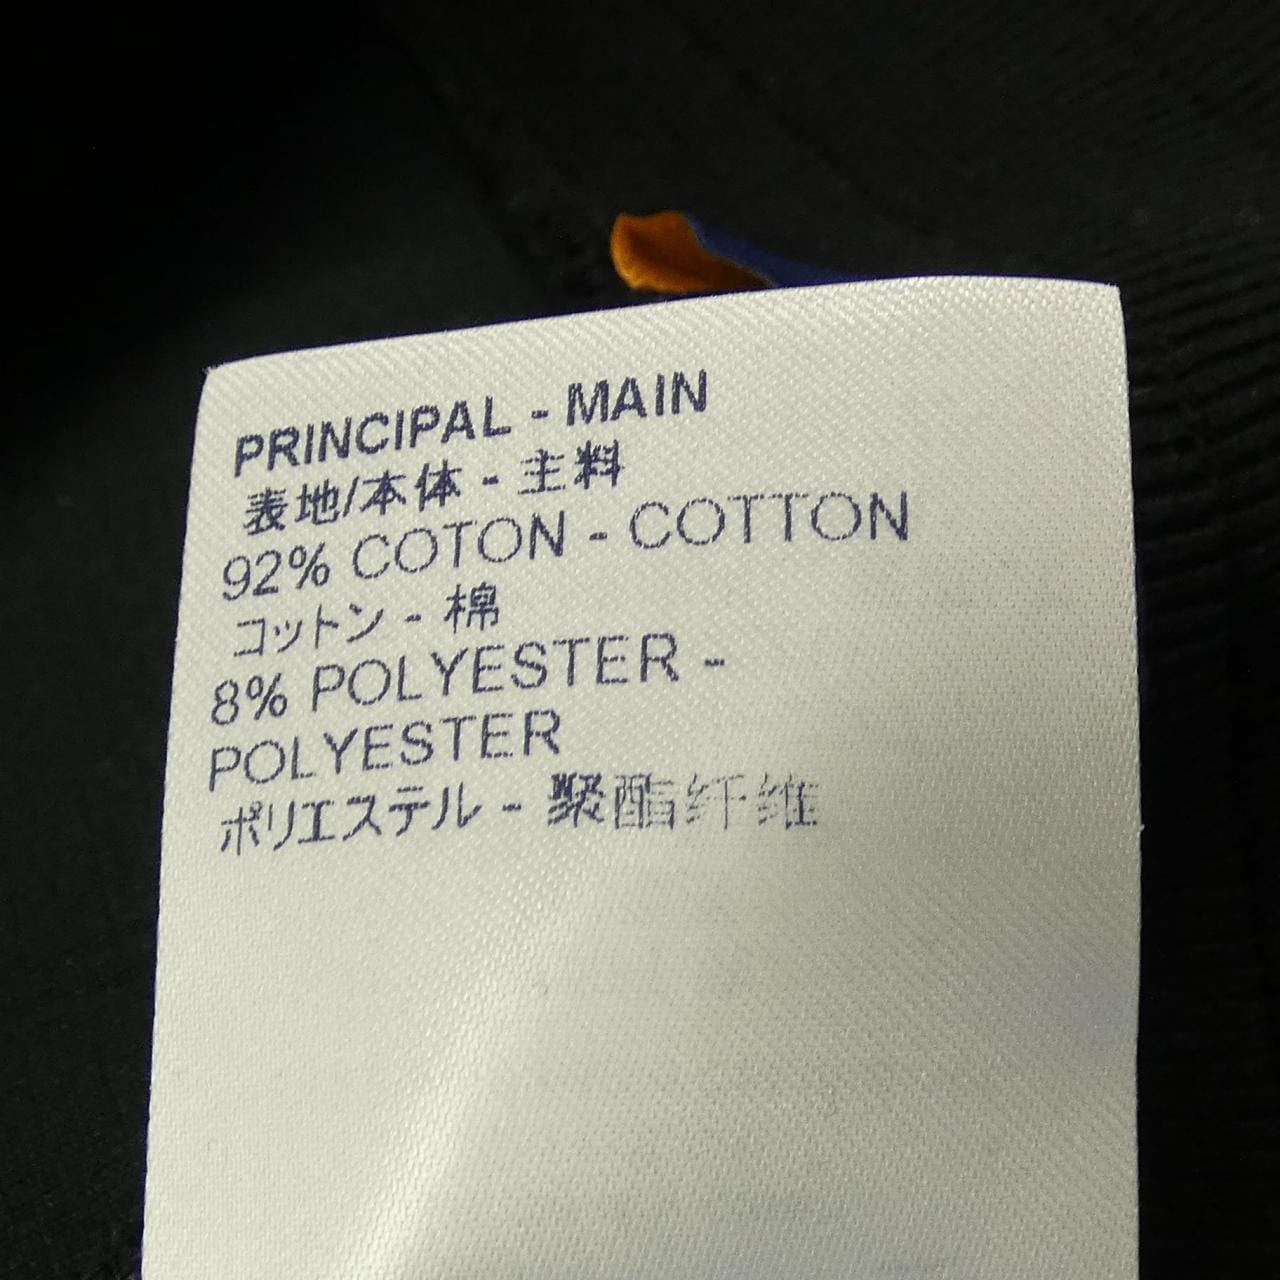 PRINCIPAL - MAIN
表地/本体 - 主料
92% COTON - COTTON
コットン - 棉
8% POLYESTER -
POLYESTER
ポリエステル - 聚酯纤维